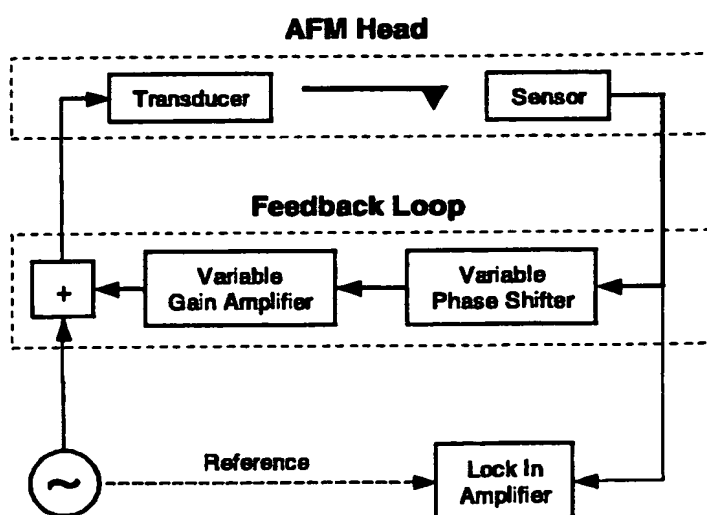 AFM Head
Transducer
Sensor
Feedback Loop
+
Variable
Gain Amplifier
Variable
Phase Shifter
~
Reference
Lock In
Amplifier